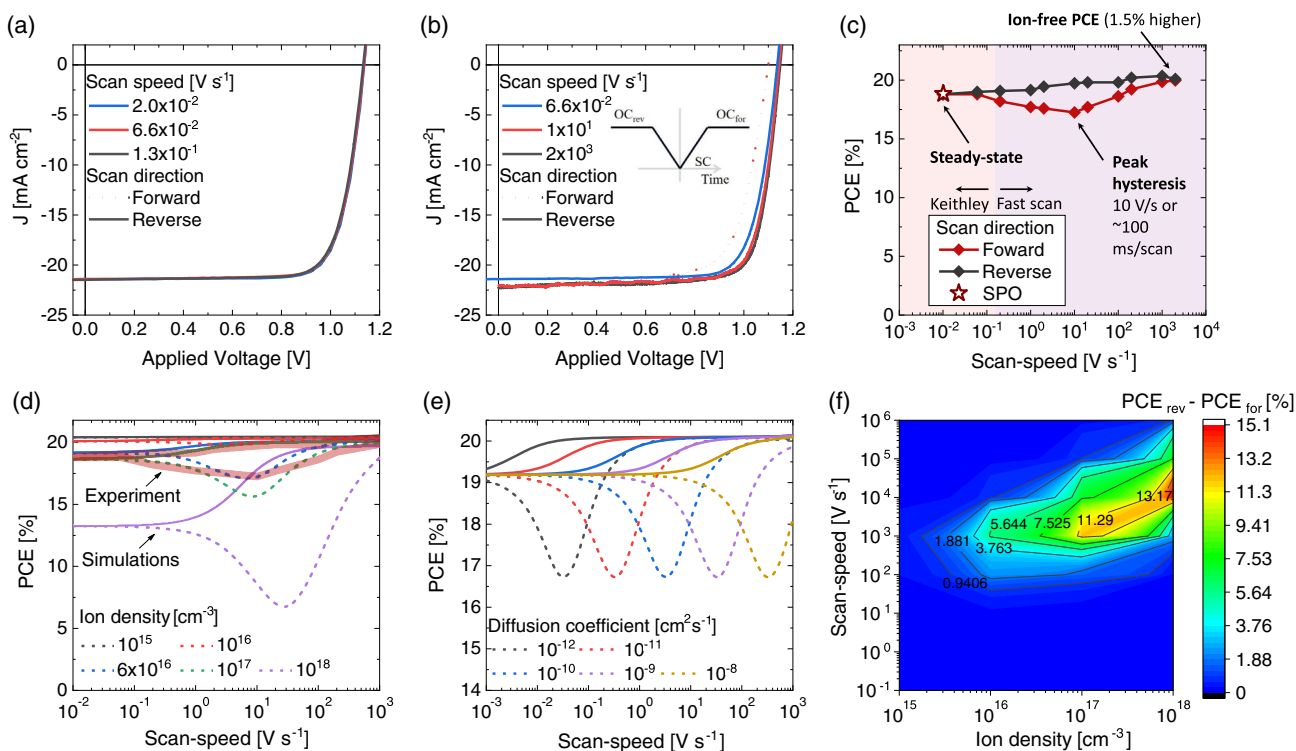 (a)
0
-5
-10
-15
-20
-25
J [mA cm-2]
Scan speed [V s-1]
2.0x10-2
6.6x10-2
1.3x10-1
Scan direction
Forward
Reverse
0.0 0.2 0.4 0.6 0.8 1.0 1.2
Applied Voltage [V]
(b)
0
-5
-10
-15
-20
-25
J [mA cm-2]
Scan speed [V s-1]
6.6x10-2
1x101
2x103
Scan direction
Forward
Reverse
OCrev
OCfor
SC
Time
0.0 0.2 0.4 0.6 0.8 1.0 1.2
Applied Voltage [V]
(c)
Ion-free PCE (1.5% higher)
20
15
10
5
0
PCE [%]
Steady-state
Peak
hysteresis
10 V/s or
~100
ms/scan
Keithley
Fast scan
Scan direction
Foward
Reverse
SPO
10-3 10-2 10-1 100 101 102 103 104
Scan-speed [V s-1]
(d)
20
15
10
5
0
PCE [%]
Experiment
Simulations
Ion density [cm-3]
1015 1016
6x1016 1017 1018
10-2 10-1 100 101 102 103
Scan-speed [V s-1]
(e)
21
20
19
18
17
16
15
14
PCE [%]
Diffusion coefficient [cm2s-1]
10-12 10-11
10-10 10-9 10-8
10-3 10-2 10-1 100 101 102 103
Scan-speed [V s-1]
(f)
PCE rev - PCE for [%]
106
105
104
103
102
101
100
10-1
Scan-speed [V s-1]
13.17
11.29
7.525
5.644
1.881
3.763
0.9406
1015 1016 1017 1018
Ion density [cm-3]
15.1
13.2
11.3
9.41
7.53
5.64
3.76
1.88
0